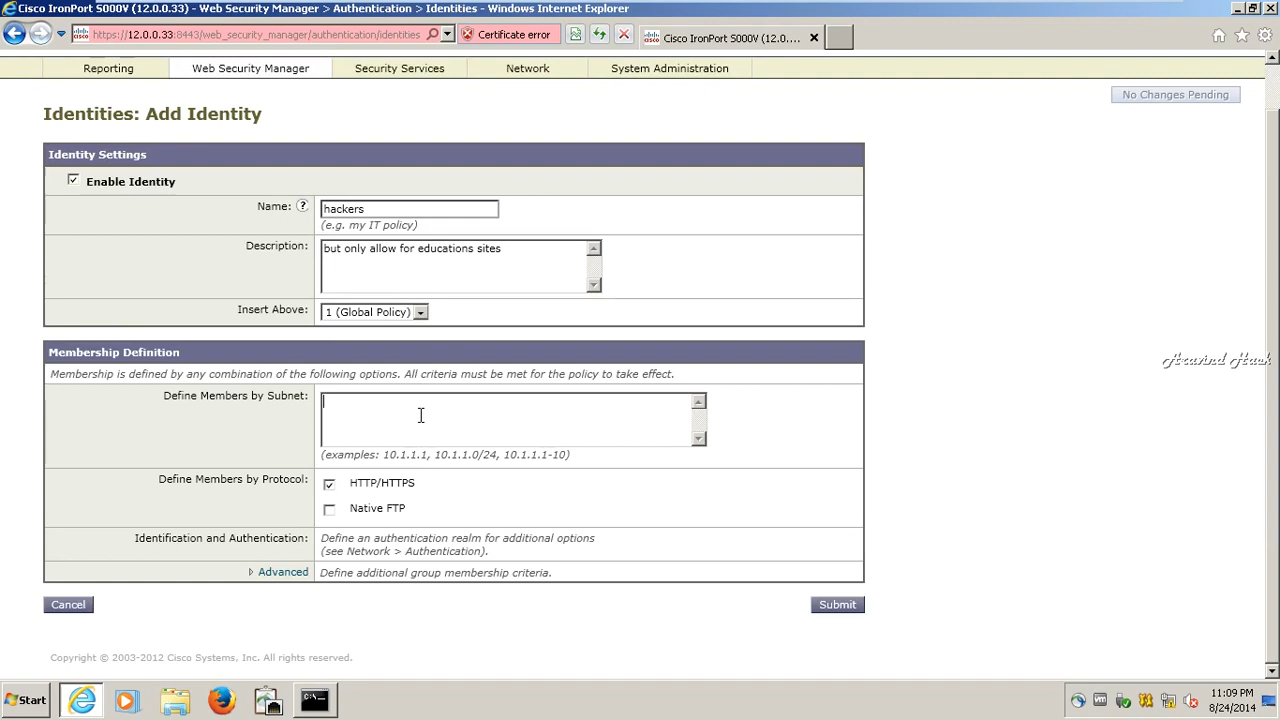 Cisco IronPort S000V (12.0.0.33) - Web Security Manager > Authentication > Identities - Windows Internet Explorer
https://12.0.0.33:8443/web_security_manager/authentication/identities
Certificate error
Cisco IronPort S000V (12.0....
Reporting
Web Security Manager
Security Services
Network
System Administration
No Changes Pending
Identities: Add Identity
Identity Settings
Enable Identity
Name: ?
hackers
(e.g. my IT policy)
Description:
but only allow for educations sites
Insert Above:
1 (Global Policy)
Membership Definition
Membership is defined by any combination of the following options. All criteria must be met for the policy to take effect.
Define Members by Subnet:
(examples: 10.1.1.1, 10.1.1.0/24, 10.1.1.1-10)
Define Members by Protocol:
HTTP/HTTPS
Native FTP
Identification and Authentication:
Define an authentication realm for additional options
(see Network > Authentication).
Advanced
Define additional group membership criteria.
Cancel
Submit
Copyright © 2003-2012 Cisco Systems, Inc. All rights reserved.
Aravind Hack
Start
11:09 PM
8/24/2014